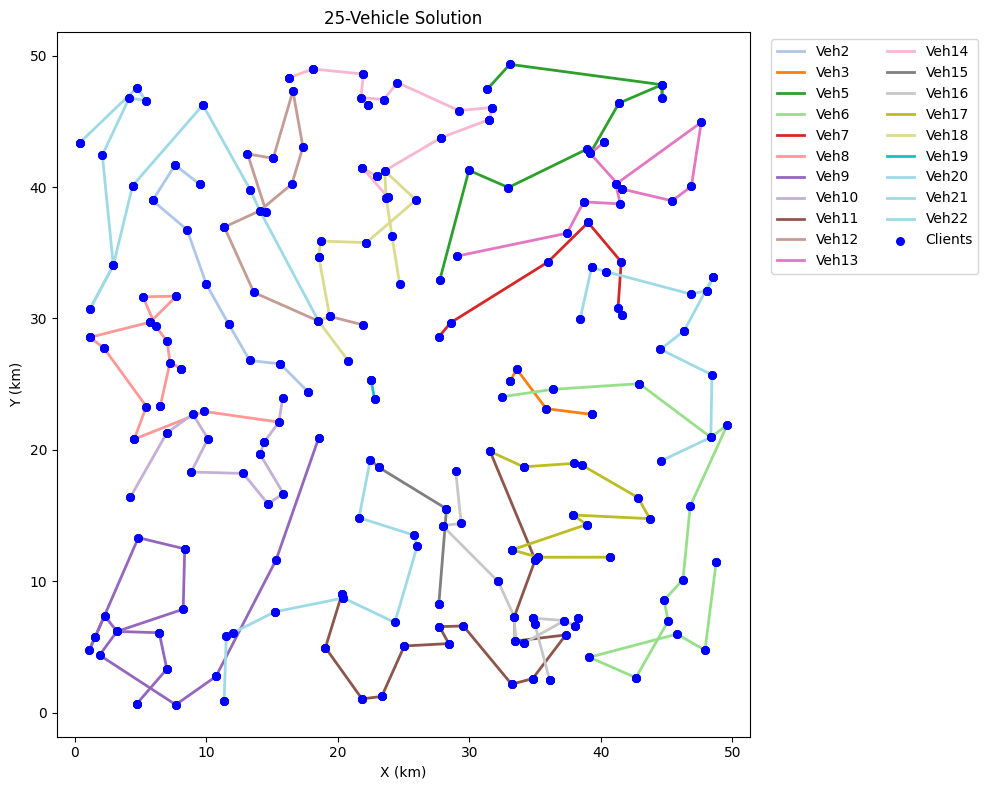 25-Vehicle Solution
Y (km)
50
40
30
20
10
0
0 10 20 30 40 50
X (km)
Veh2 Veh14
Veh3 Veh15
Veh5 Veh16
Veh6 Veh17
Veh7 Veh18
Veh8 Veh19
Veh9 Veh20
Veh10 Veh21
Veh11 Veh22
Veh12 Clients
Veh13